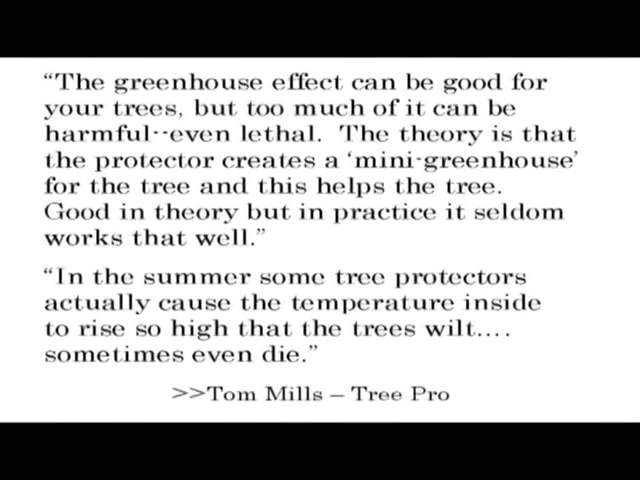 “The greenhouse effect can be good for
your trees, but too much of it can be
harmful--even lethal.  The theory is that
the protector creates a ‘mini-greenhouse’
for the tree and this helps the tree.
Good in theory but in practice it seldom
works that well.”
“In the summer some tree protectors
actually cause the temperature inside
to rise so high that the trees wilt….
sometimes even die.”
>>Tom Mills – Tree Pro